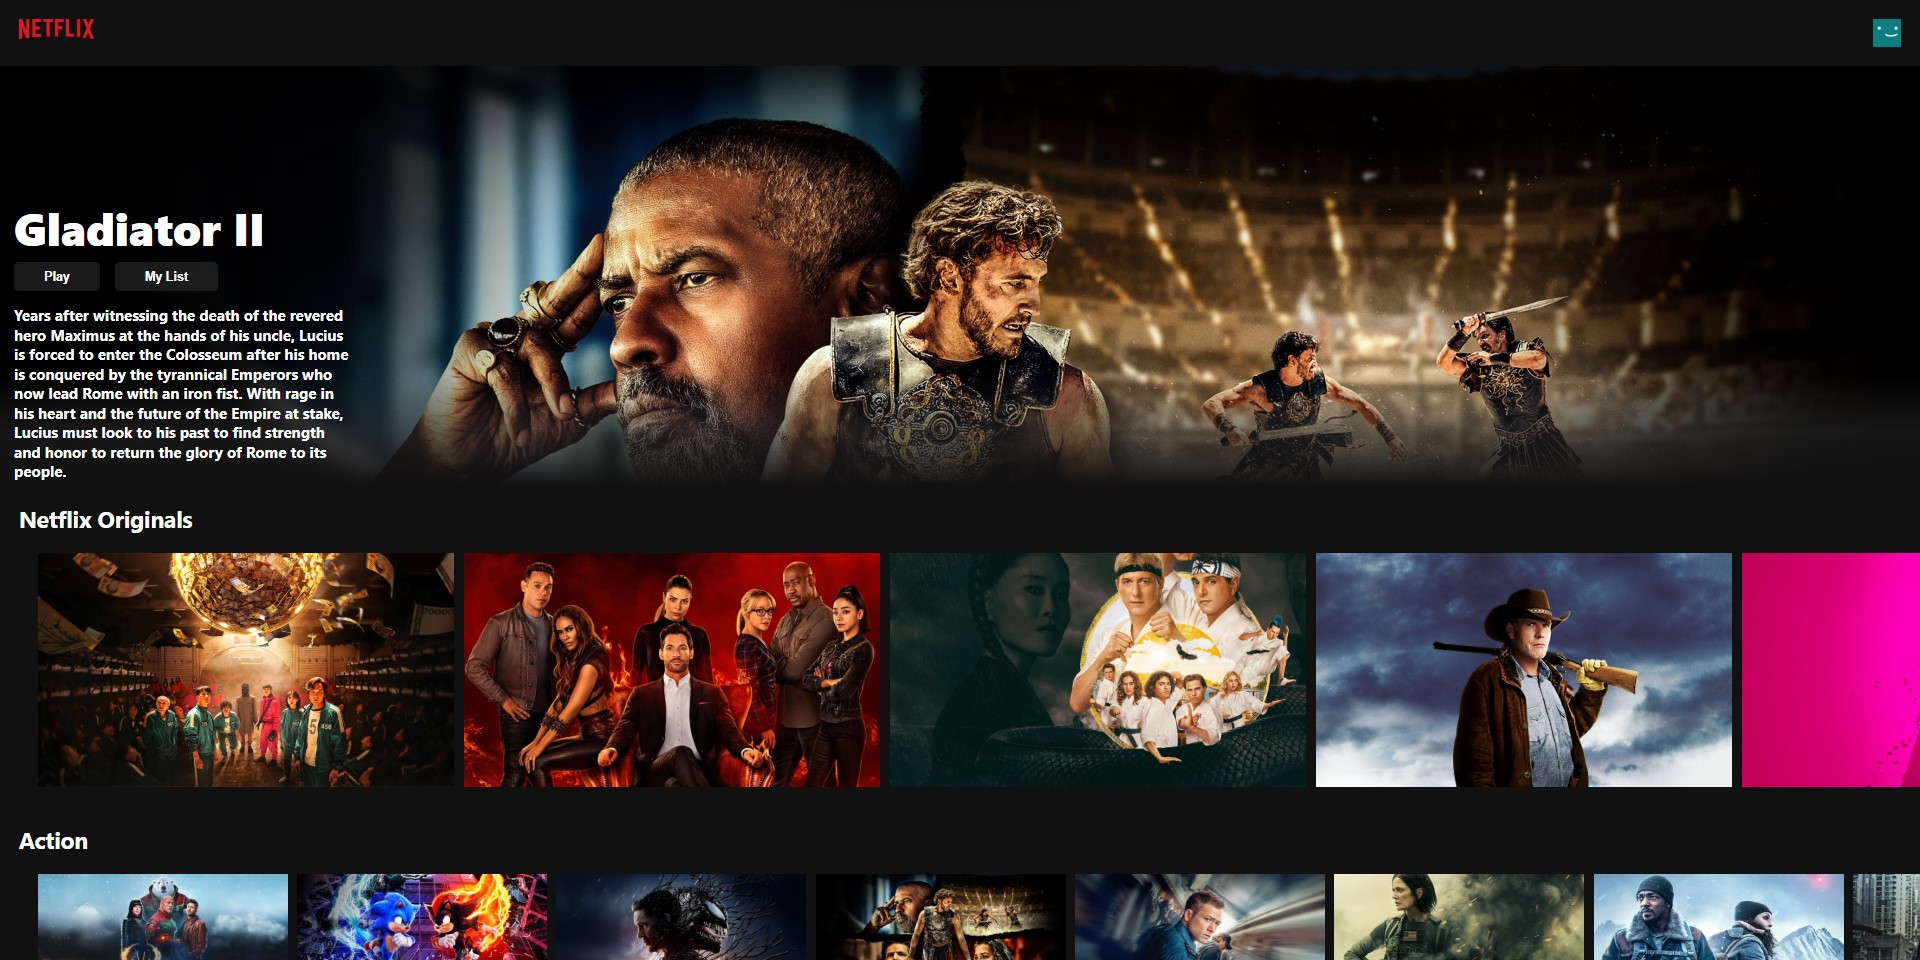 NETFLIX
Gladiator II
Play
My List
Years after witnessing the death of the revered
hero Maximus at the hands of his uncle, Lucius
is forced to enter the Colosseum after his home
is conquered by the tyrannical Emperors who
now lead Rome with an iron fist. With rage in
his heart and the future of the Empire at stake,
Lucius must look to his past to find strength
and honor to return the glory of Rome to its
people.
Netflix Originals
456
Action